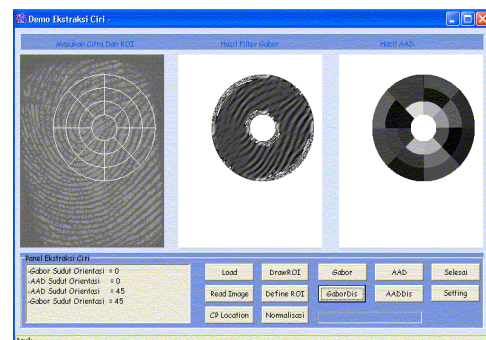 Demo Ekstraksi Ciri -
Masukan Citra Dan ROI
Hasil Filter Gabor
Hasil AAD
Panel Ekstraksi Ciri
-Gabor Sudut Orientasi = 0
-AAD Sudut Orientasi = 0
-AAD Sudut Orientasi = 45
-Gabor Sudut Orientasi = 45
Load DrawROI Gabor AAD Selesai
Read Image Define ROI GaborDis AADDis Setting
CP Location Normalisasi